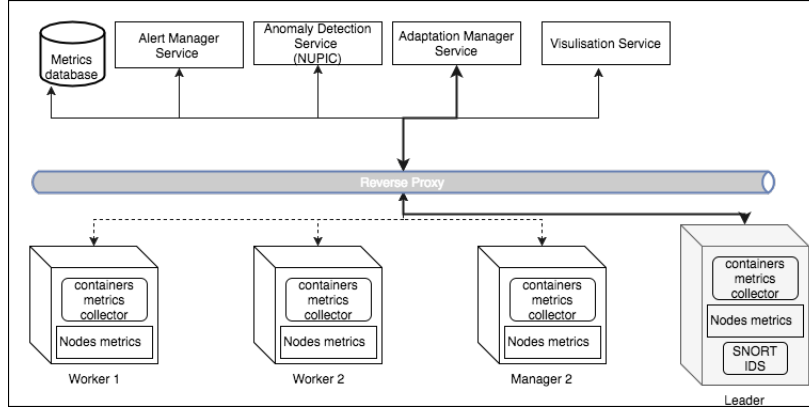 Metrics
database
Alert Manager
Service
Anomaly Detection
Service
(NUPIC)
Adaptation Manager
Service
Visulisation Service
Reverse Proxy
containers
metrics
collector
Nodes metrics
Worker 1
containers
metrics
collector
Nodes metrics
Worker 2
containers
metrics
collector
Nodes metrics
Manager 2
containers
metrics
collector
Nodes metrics
SNORT
IDS
Leader